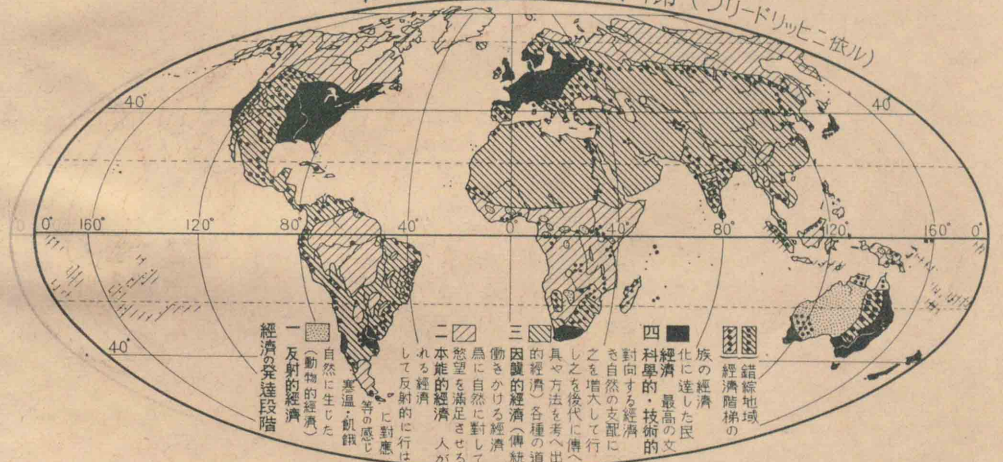 (フリードリッヒニ依ル)
0°
40° 0 40°
0° 160° 120° 80° 40° 0 40° 80° 120° 160° 0°
40°
經濟の発達段階
一 反射的經濟
(動物的經濟)
自然に生じた
寒温・飢餓
等の感じ
に對應
して反射的に行は
れる經濟
二 本能的經濟 人が
慾望を滿足させる
爲に自然に對して
働きかける經濟
三 因襲的經濟(傳統
的經濟)各種の道
具や方法を考へ出
し之を後代に傳へ
之を增大して行
き自然の支配に
對向する經濟
四 科學的・技術的
經濟 最高の文
化に達した民
族の經濟
(經濟階梯の
錯綜地域